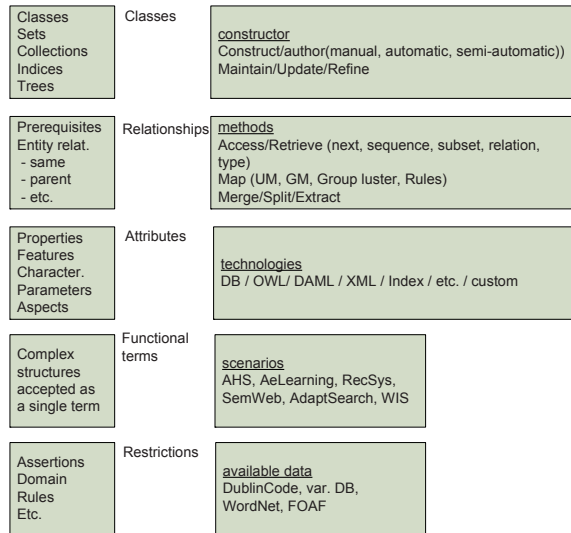 Classes
Sets
Collections
Indices
Trees
Classes
constructor
Construct/author(manual, automatic, semi-automatic))
Maintain/Update/Refine
Prerequisites
Entity relat.
- same
- parent
- etc.
Relationships
methods
Access/Retrieve (next, sequence, subset, relation,
type)
Map (UM, GM, Group luster, Rules)
Merge/Split/Extract
Properties
Features
Character.
Parameters
Aspects
Attributes
technologies
DB / OWL/ DAML / XML / Index / etc. / custom
Complex
structures
accepted as
a single term
Functional
terms
scenarios
AHS, AeLearning, RecSys,
SemWeb, AdaptSearch, WIS
Assertions
Domain
Rules
Etc.
Restrictions
available data
DublinCode, var. DB,
WordNet, FOAF